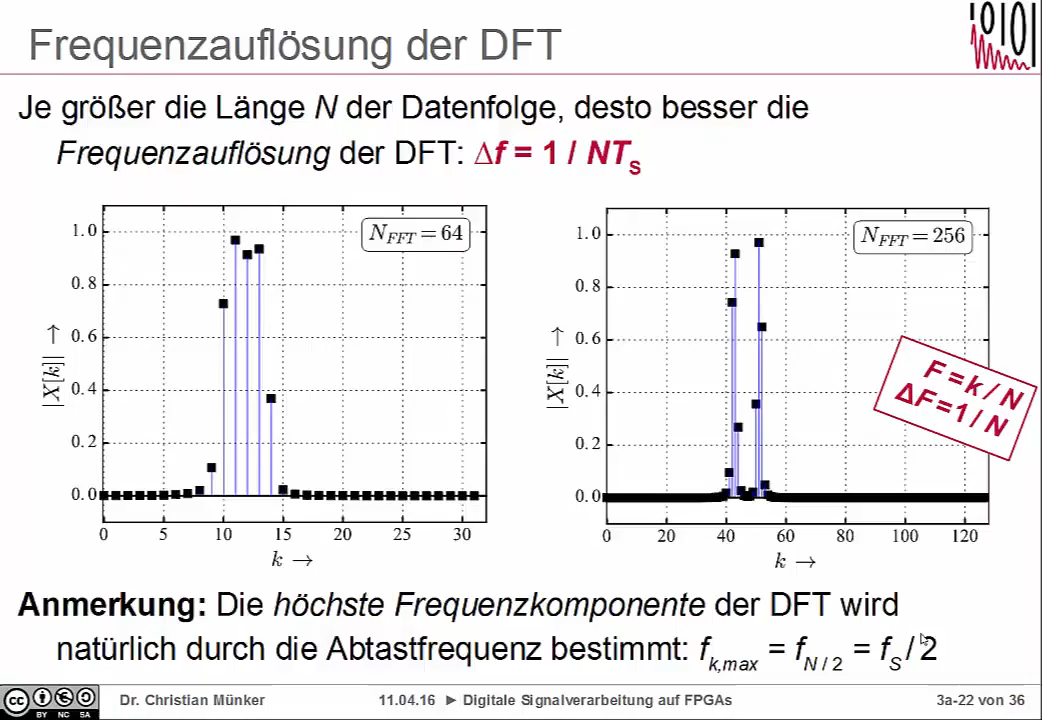 Frequenzauflösung der DFT
Je größer die Länge N der Datenfolge, desto besser die
Frequenzauflösung der DFT: Δf = 1 / NTS
1.0
0.8
0.6
0.4
0.2
0.0
|X[k]| →
NFFT = 64
0 5 10 15 20 25 30
k →
1.0
0.8
0.6
0.4
0.2
0.0
|X[k]| →
NFFT = 256
0 20 40 60 80 100 120
k →
F = k / N
ΔF = 1 / N
Anmerkung: Die höchste Frequenzkomponente der DFT wird
natürlich durch die Abtastfrequenz bestimmt: fk,max = fN / 2 = fS / 2
cc BY NC SA
Dr. Christian Münker 11.04.16 ► Digitale Signalverarbeitung auf FPGAs 3a-22 von 36